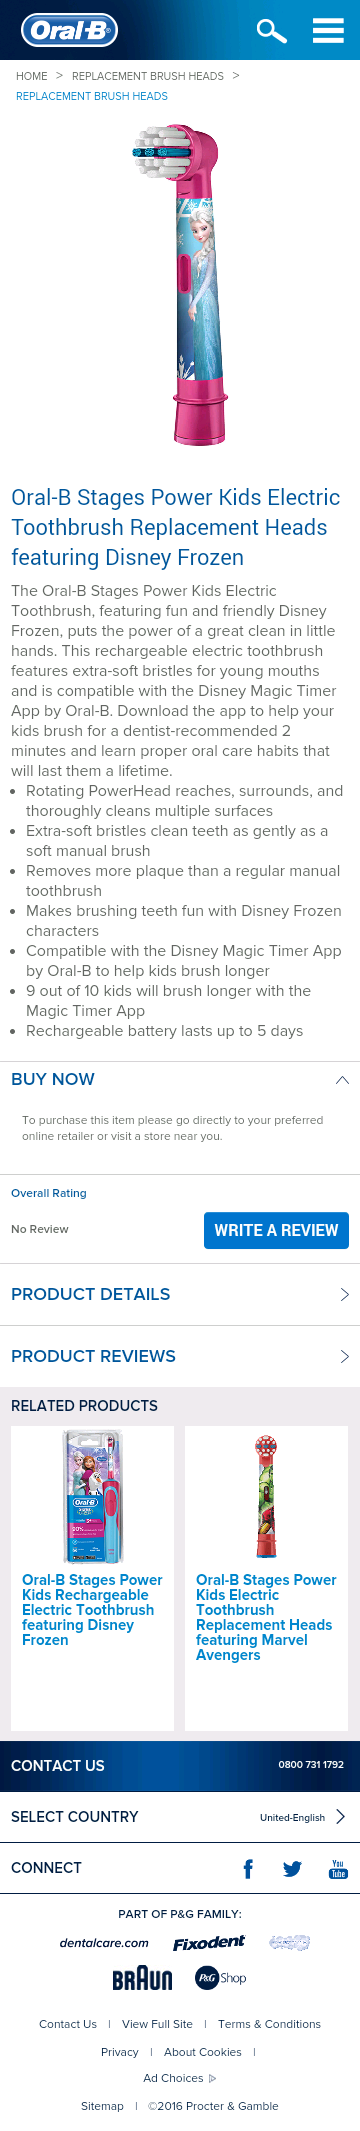 Oral-B
HOME > REPLACEMENT BRUSH HEADS >
REPLACEMENT BRUSH HEADS
Oral-B Stages Power Kids Electric
Toothbrush Replacement Heads
featuring Disney Frozen
The Oral-B Stages Power Kids Electric
Toothbrush, featuring fun and friendly Disney
Frozen, puts the power of a great clean in little
hands. This rechargeable electric toothbrush
features extra-soft bristles for young mouths
and is compatible with the Disney Magic Timer
App by Oral-B. Download the app to help your
kids brush for a dentist-recommended 2
minutes and learn proper oral care habits that
will last them a lifetime.
• Rotating PowerHead reaches, surrounds, and
thoroughly cleans multiple surfaces
• Extra-soft bristles clean teeth as gently as a
soft manual brush
• Removes more plaque than a regular manual
toothbrush
• Makes brushing teeth fun with Disney Frozen
characters
• Compatible with the Disney Magic Timer App
by Oral-B to help kids brush longer
• 9 out of 10 kids will brush longer with the
Magic Timer App
• Rechargeable battery lasts up to 5 days
BUY NOW
To purchase this item please go directly to your preferred
online retailer or visit a store near you.
Overall Rating
No Review
WRITE A REVIEW
PRODUCT DETAILS
PRODUCT REVIEWS
RELATED PRODUCTS
Oral-B
90%
Oral-B Stages Power
Kids Rechargeable
Electric Toothbrush
featuring Disney
Frozen
Oral-B Stages Power
Kids Electric
Toothbrush
Replacement Heads
featuring Marvel
Avengers
CONTACT US 0800 731 1792
SELECT COUNTRY United-English
CONNECT
You
Tube
PART OF P&G FAMILY:
dentalcare.com Fixodent
BRAUN P&G Shop
Contact Us | View Full Site | Terms & Conditions
Privacy | About Cookies |
Ad Choices
Sitemap | ©2016 Procter & Gamble